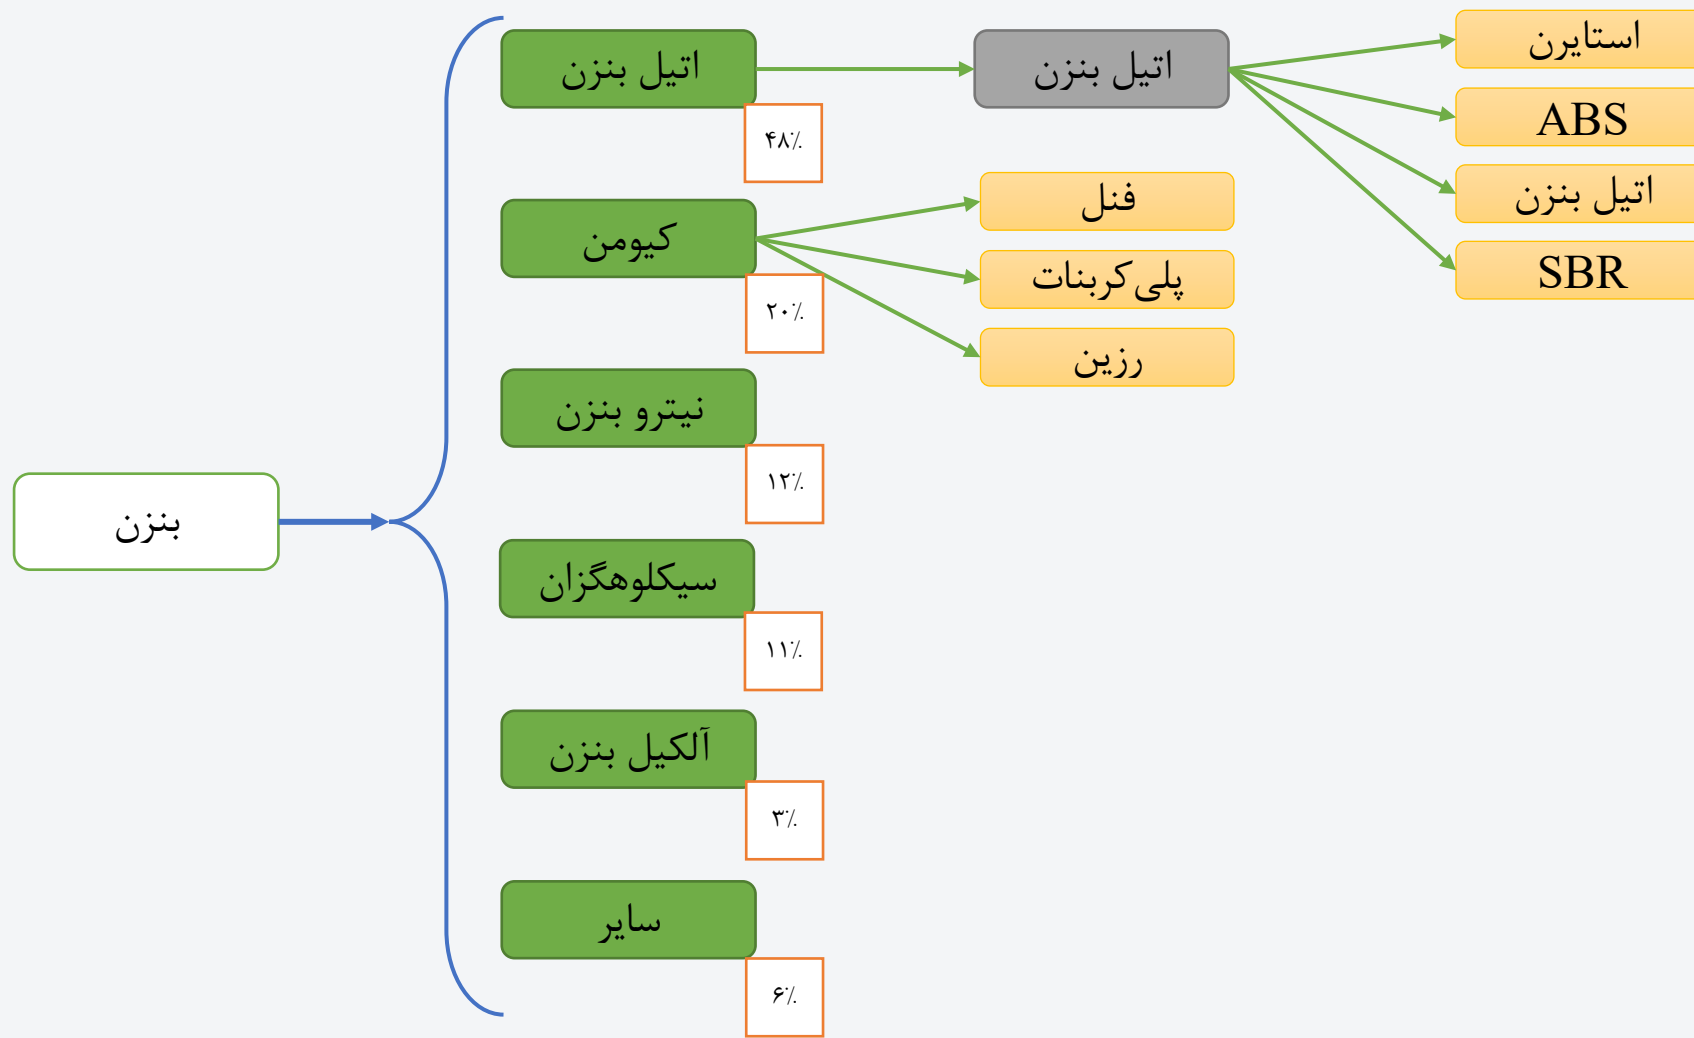 بنزن
اتیل بنزن
۴۸٪
اتیل بنزن
استایرن
ABS
اتیل بنزن
SBR
کیومن
۲۰٪
فنل
پلی‌کربنات
رزین
نیترو بنزن
۱۲٪
سیکلوهگزان
۱۱٪
آلکیل بنزن
۳٪
سایر
۶٪